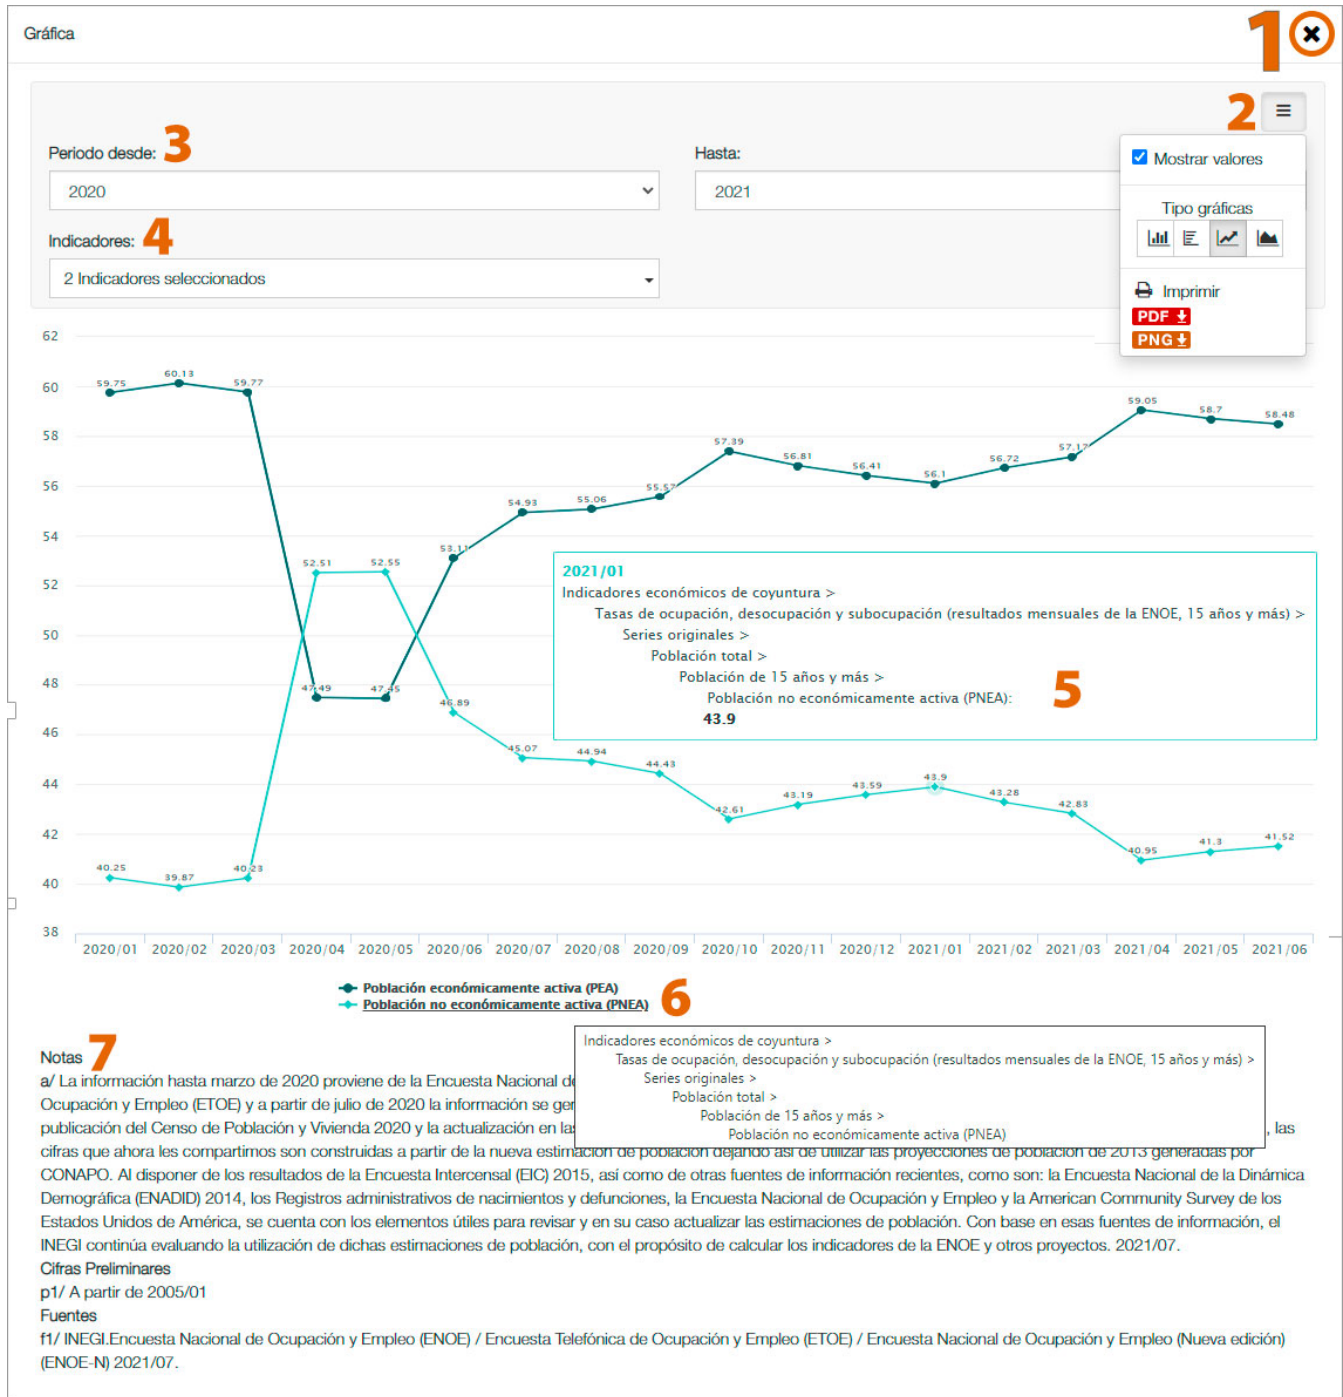 Gráfica
1
2
Periodo desde: 3
Hasta:
Mostrar valores
2020
2021
Tipo gráficas
Indicadores: 4
2 Indicadores seleccionados
Imprimir
PDF
PNG
62
60
58
56
54
52
50
48
46
44
42
40
38
59.75
60.13
59.77
47.49
47.45
53.11
54.93
55.06
55.57
57.39
56.81
56.41
56.1
56.72
57.17
59.05
58.7
58.48
40.25
39.87
40.23
52.51
52.55
46.89
45.07
44.94
44.43
42.61
43.19
43.59
43.9
43.28
42.83
40.95
41.3
41.52
2021/01
Indicadores económicos de coyuntura >
Tasas de ocupación, desocupación y subocupación (resultados mensuales de la ENOE, 15 años y más) >
Series originales >
Población total >
Población de 15 años y más >
Población no económicamente activa (PNEA):
43.9
5
2020/01 2020/02 2020/03 2020/04 2020/05 2020/06 2020/07 2020/08 2020/09 2020/10 2020/11 2020/12 2021/01 2021/02 2021/03 2021/04 2021/05 2021/06
Población económicamente activa (PEA)
Población no económicamente activa (PNEA)
6
Indicadores económicos de coyuntura >
Tasas de ocupación, desocupación y subocupación (resultados mensuales de la ENOE, 15 años y más) >
Series originales >
Población total >
Población de 15 años y más >
Población no económicamente activa (PNEA)
Notas 7
a/ La información hasta marzo de 2020 proviene de la Encuesta Nacional
Ocupación y Empleo (ETOE) y a partir de julio de 2020 la información se
publicación del Censo de Población y Vivienda 2020 y la actualización en las , las
cifras que ahora les compartimos son construidas a partir de la nueva estimación de población dejando así de utilizar las proyecciones de población de 2013 generadas por
CONAPO. Al disponer de los resultados de la Encuesta Intercensal (EIC) 2015, así como de otras fuentes de información recientes, como son: la Encuesta Nacional de la Dinámica
Demográfica (ENADID) 2014, los Registros administrativos de nacimientos y defunciones, la Encuesta Nacional de Ocupación y Empleo y la American Community Survey de los
Estados Unidos de América, se cuenta con los elementos útiles para revisar y en su caso actualizar las estimaciones de población. Con base en esas fuentes de información, el
INEGI continúa evaluando la utilización de dichas estimaciones de población, con el propósito de calcular los indicadores de la ENOE y otros proyectos. 2021/07.
Cifras Preliminares
p1/ A partir de 2005/01
Fuentes
f1/ INEGI.Encuesta Nacional de Ocupación y Empleo (ENOE) / Encuesta Telefónica de Ocupación y Empleo (ETOE) / Encuesta Nacional de Ocupación y Empleo (Nueva edición)
(ENOE-N) 2021/07.